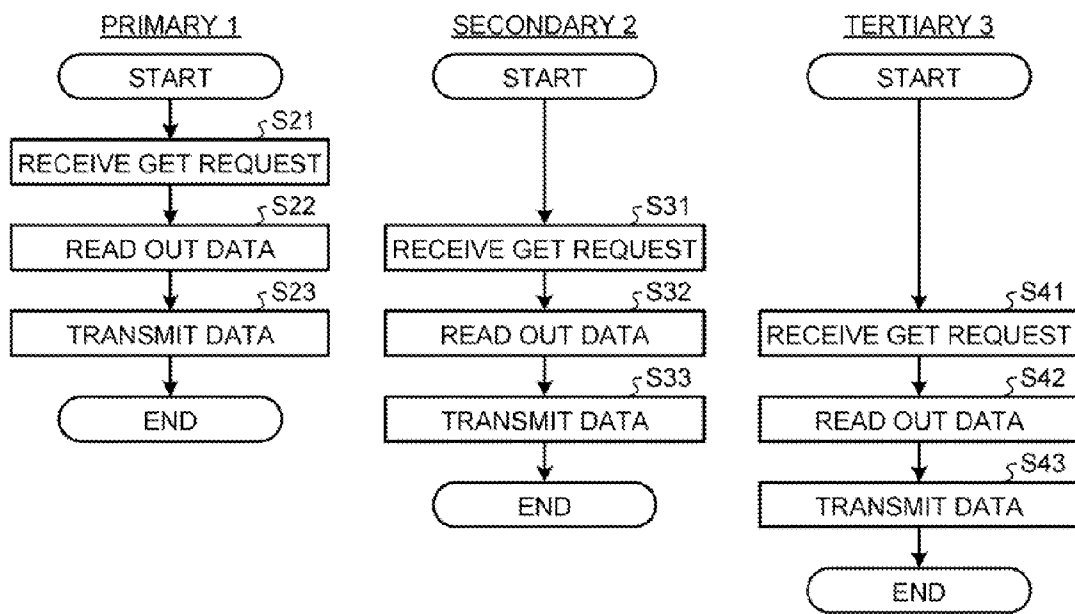 PRIMARY 1
START
S21
RECEIVE GET REQUEST
S22
READ OUT DATA
S23
TRANSMIT DATA
END
SECONDARY 2
START
S31
RECEIVE GET REQUEST
S32
READ OUT DATA
S33
TRANSMIT DATA
END
TERTIARY 3
START
S41
RECEIVE GET REQUEST
S42
READ OUT DATA
S43
TRANSMIT DATA
END